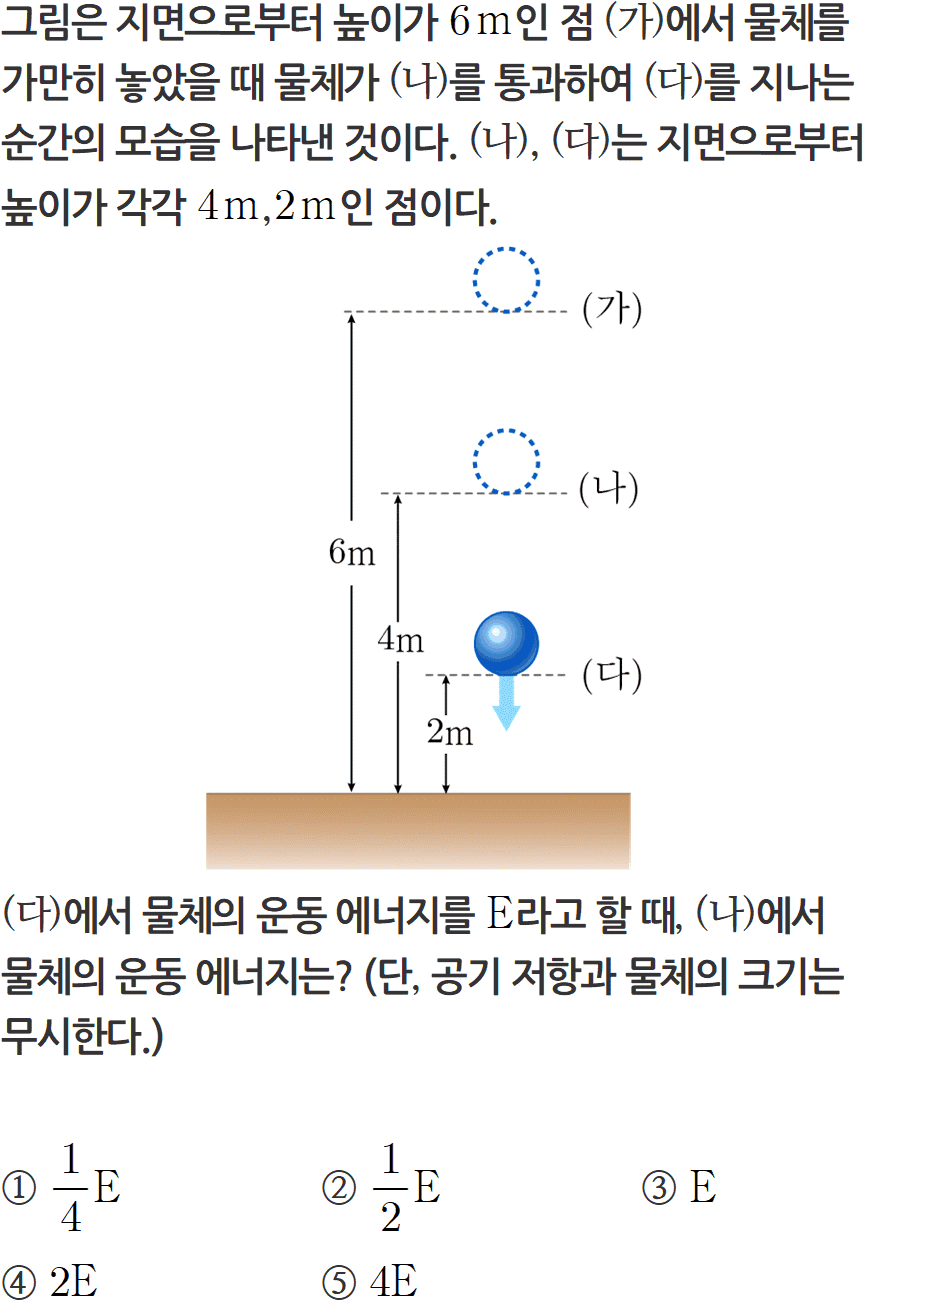 그림은 지면으로부터 높이가 6m인 점 (가)에서 물체를
가만히 놓았을 때 물체가 (나)를 통과하여 (다)를 지나는
순간의 모습을 나타낸 것이다. (나), (다)는 지면으로부터
높이가 각각 4m,2m인 점이다.
(가)
(나)
6m
4m
(다)
2m
(다)에서 물체의 운동 에너지를 E라고 할 때, (나)에서
물체의 운동 에너지는? (단, 공기 저항과 물체의 크기는
무시한다.)
① 1/4 E ② 1/2 E ③ E
④ 2E ⑤ 4E